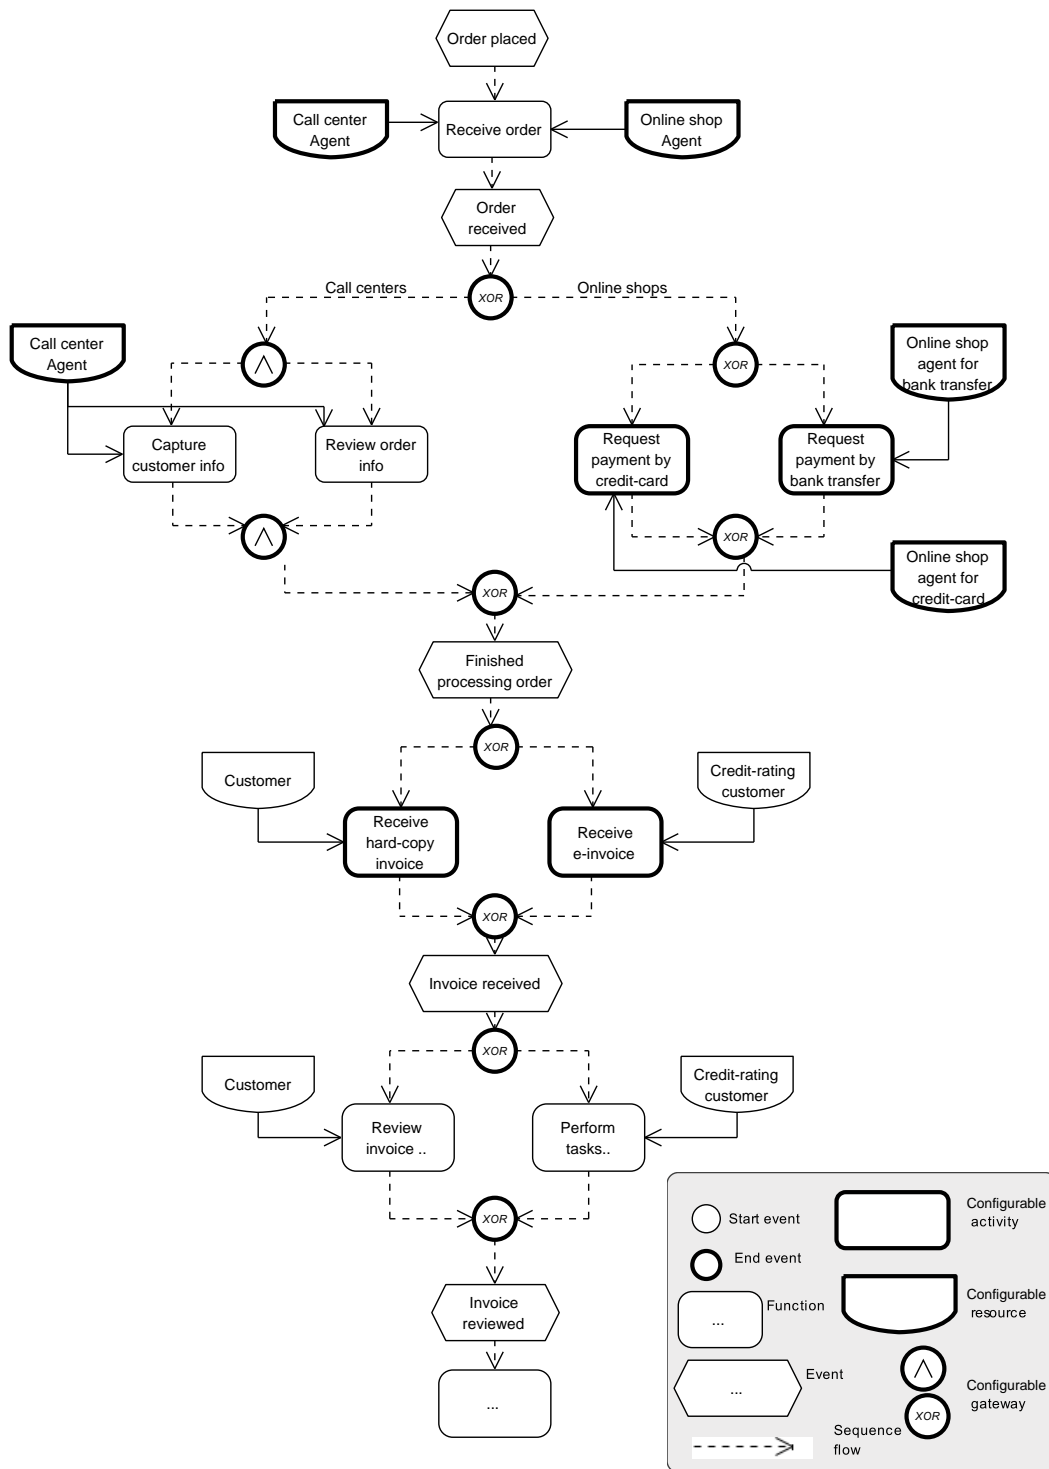 Order placed
Call center
Agent
Receive order
Online shop
Agent
Order
received
Call centers
XOR
Online shops
Call center
Agent
XOR
Online shop
agent for
bank transfer
Capture
customer info
Review order
info
Request
payment by
credit-card
Request
payment by
bank transfer
XOR
Online shop
agent for
credit-card
XOR
Finished
processing order
XOR
Customer
Credit-rating
customer
Receive
hard-copy
invoice
Receive
e-invoice
XOR
Invoice received
XOR
Customer
Credit-rating
customer
Review
invoice ..
Perform
tasks..
XOR
Invoice
reviewed
...
Start event
Configurable
activity
End event
... Function
Configurable
resource
... Event
Configurable
gateway
XOR
Sequence
flow